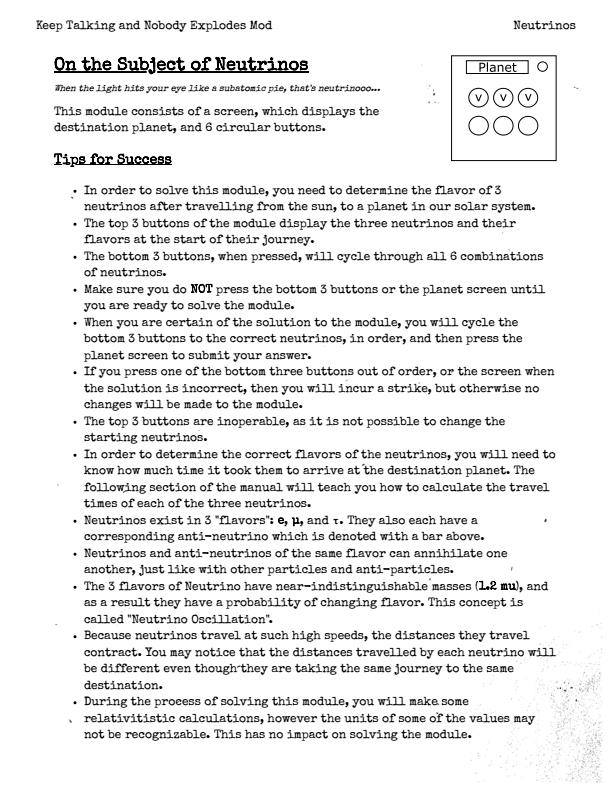 Keep Talking and Nobody Explodes Mod
Neutrinos
On the Subject of Neutrinos
When the light hits your eye like a subatomic pie, that's neutrinooo...
This module consists of a screen, which displays the
destination planet, and 6 circular buttons.
Planet
v v v
Tips for Success
• In order to solve this module, you need to determine the flavor of 3
neutrinos after travelling from the sun, to a planet in our solar system.
• The top 3 buttons of the module display the three neutrinos and their
flavors at the start of their journey.
• The bottom 3 buttons, when pressed, will cycle through all 6 combinations
of neutrinos.
• Make sure you do NOT press the bottom 3 buttons or the planet screen until
you are ready to solve the module.
• When you are certain of the solution to the module, you will cycle the
bottom 3 buttons to the correct neutrinos, in order, and then press the
planet screen to submit your answer.
• If you press one of the bottom three buttons out of order, or the screen when
the solution is incorrect, then you will incur a strike, but otherwise no
changes will be made to the module.
• The top 3 buttons are inoperable, as it is not possible to change the
starting neutrinos.
• In order to determine the correct flavors of the neutrinos, you will need to
know how much time it took them to arrive at the destination planet. The
following section of the manual will teach you how to calculate the travel
times of each of the three neutrinos.
• Neutrinos exist in 3 "flavors": e, μ, and τ. They also each have a
corresponding anti-neutrino which is denoted with a bar above.
• Neutrinos and anti-neutrinos of the same flavor can annihilate one
another, just like with other particles and anti-particles.
• The 3 flavors of Neutrino have near-indistinguishable masses (1.2 mu), and
as a result they have a probability of changing flavor. This concept is
called "Neutrino Oscillation".
• Because neutrinos travel at such high speeds, the distances they travel
contract. You may notice that the distances travelled by each neutrino will
be different even though they are taking the same journey to the same
destination.
• During the process of solving this module, you will make some
relativitistic calculations, however the units of some of the values may
not be recognizable. This has no impact on solving the module.